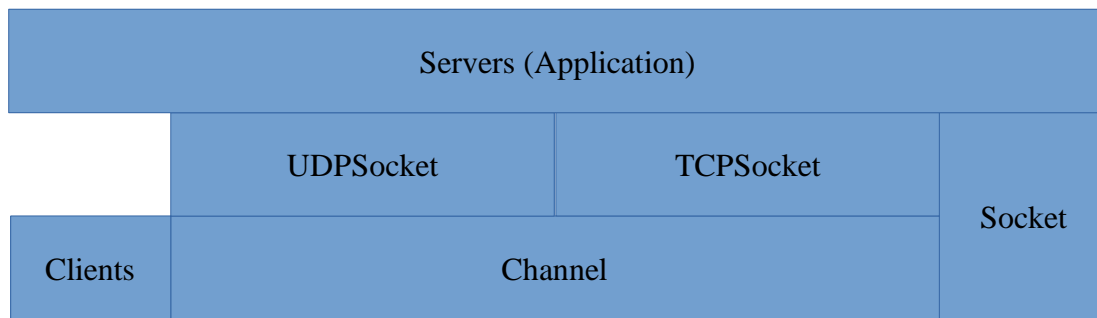 Servers (Application)
UDPSocket
TCPSocket
Socket
Clients
Channel